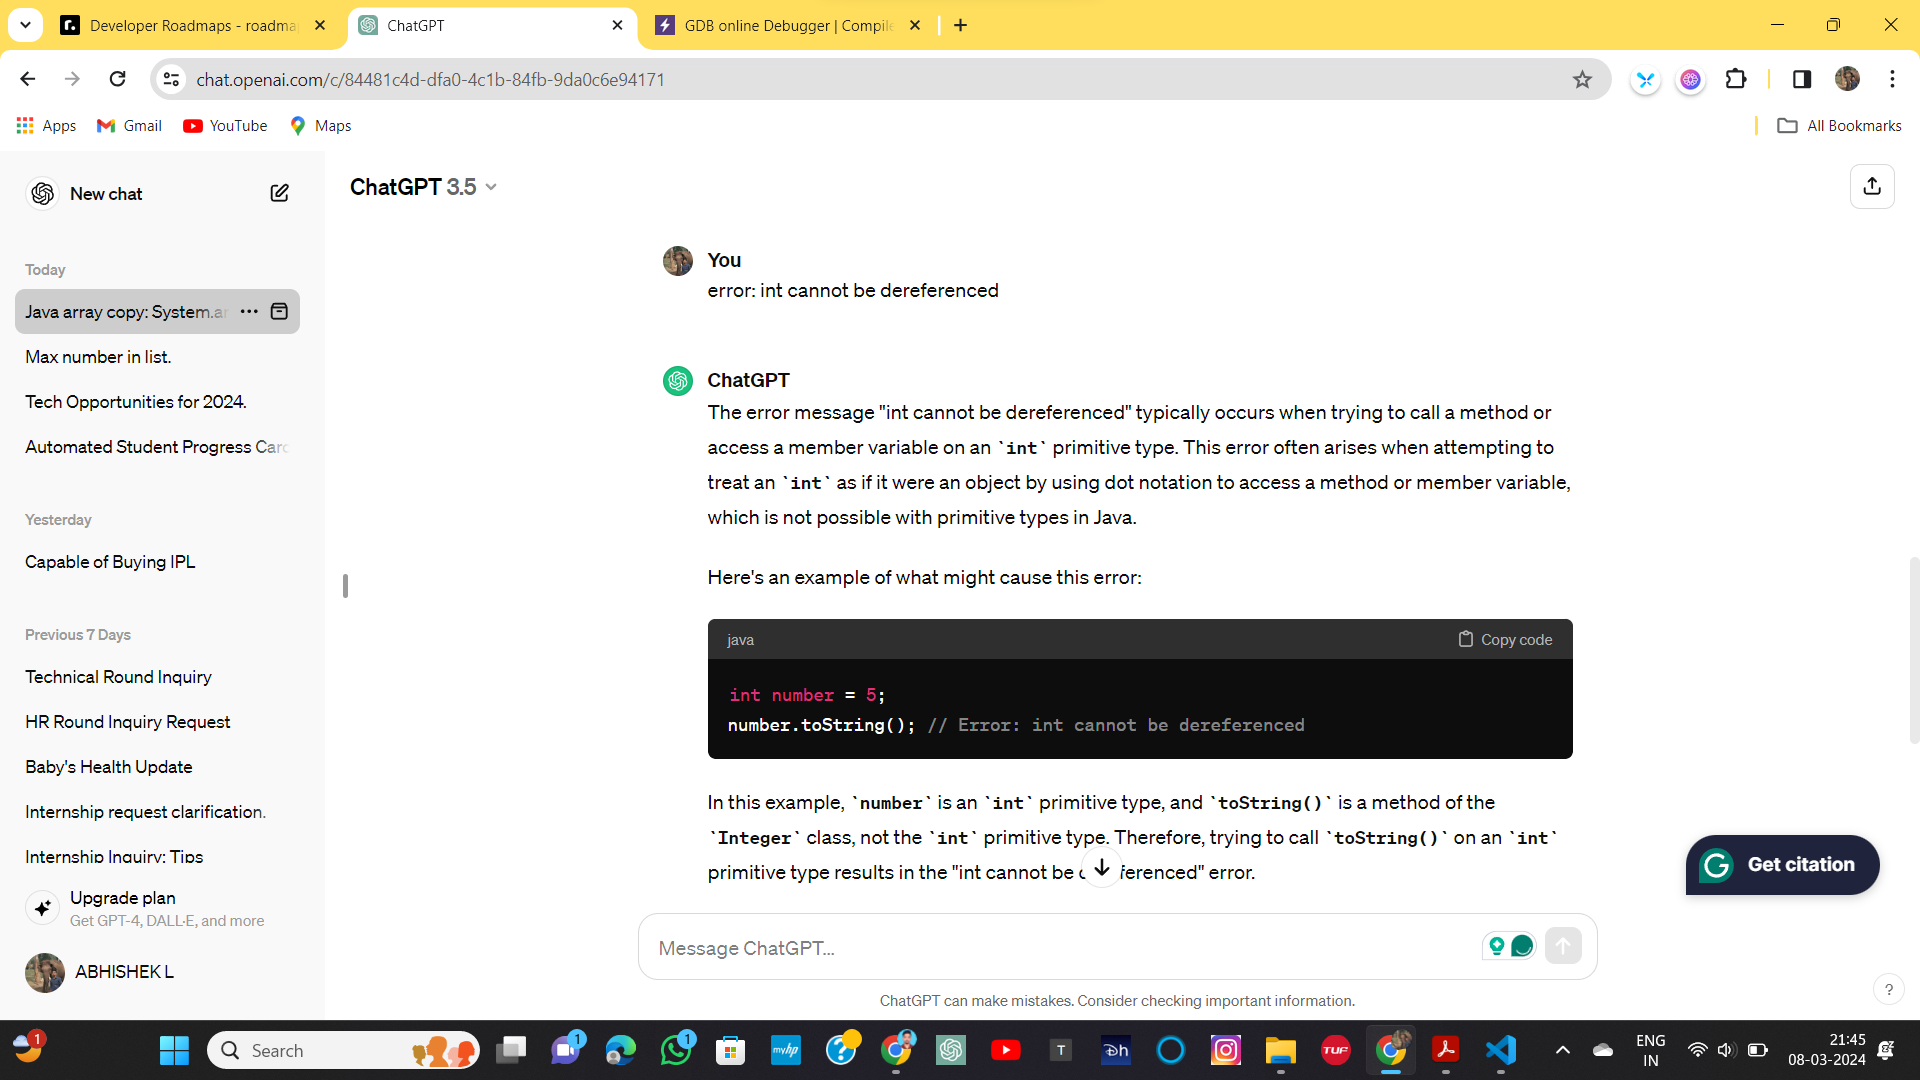 Developer Roadmaps - roadma
ChatGPT
GDB online Debugger | Compile
chat.openai.com/c/84481c4d-dfa0-4c1b-84fb-9da0c6e94171
Apps
Gmail
YouTube
Maps
All Bookmarks
New chat
Today
Java array copy: System.ar
Max number in list.
Tech Opportunities for 2024.
Automated Student Progress Card
Yesterday
Capable of Buying IPL
Previous 7 Days
Technical Round Inquiry
HR Round Inquiry Request
Baby's Health Update
Internship request clarification.
Internship Inquiry: Tips
Upgrade plan
Get GPT-4, DALL·E, and more
ABHISHEK L
ChatGPT 3.5
You
error: int cannot be dereferenced
ChatGPT
The error message "int cannot be dereferenced" typically occurs when trying to call a method or
access a member variable on an `int` primitive type. This error often arises when attempting to
treat an `int` as if it were an object by using dot notation to access a method or member variable,
which is not possible with primitive types in Java.
Here's an example of what might cause this error:
java
Copy code
int number = 5;
number.toString(); // Error: int cannot be dereferenced
In this example, `number` is an `int` primitive type, and `toString()` is a method of the
`Integer` class, not the `int` primitive type. Therefore, trying to call `toString()` on an `int`
primitive type results in the "int cannot be dereferenced" error.
Get citation
Message ChatGPT...
ChatGPT can make mistakes. Consider checking important information.
?
1
Search
1
1
myhp
?
T
Dh
TUF
ENG
IN
21:45
08-03-2024